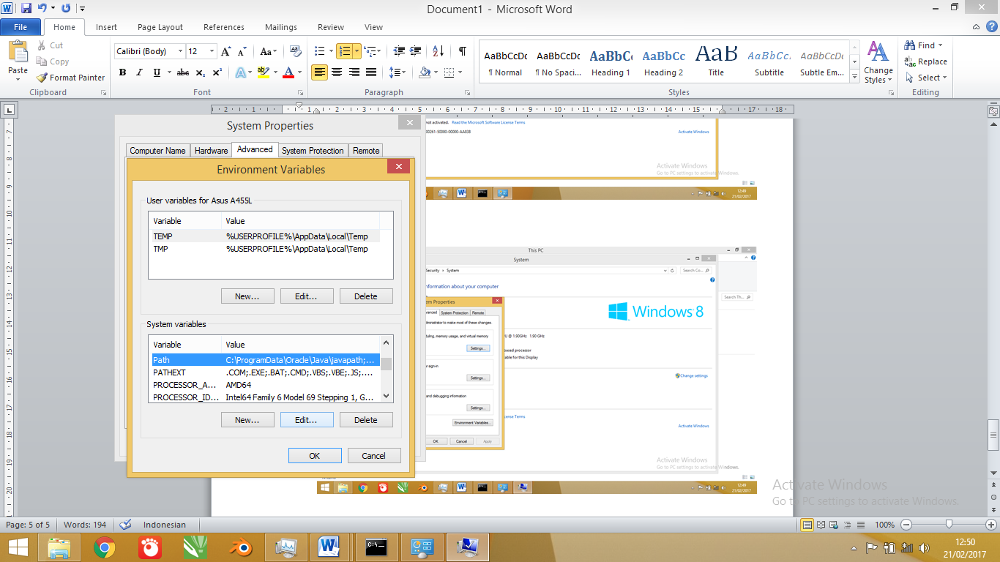 Document1 - Microsoft Word
File Home Insert Page Layout References Mailings Review View
Paste
Cut
Copy
Format Painter
Clipboard
Calibri (Body) 12
Font
Paragraph
AaBbCcDc AaBbCcDc AaBbCc AaBbCc AaB AaBbCc. AaBbCcDc
¶ Normal ¶ No Spaci... Heading 1 Heading 2 Title Subtitle Subtle Em...
Styles
Change Styles
Find
Replace
Select
Editing
System Properties
Computer Name Hardware Advanced System Protection Remote
Environment Variables
User variables for Asus A455L
Variable Value
TEMP %USERPROFILE%\AppData\Local\Temp
TMP %USERPROFILE%\AppData\Local\Temp
New... Edit... Delete
System variables
Variable Value
Path C:\ProgramData\Oracle\Java\javapath;...
PATHEXT .COM;.EXE;.BAT;.CMD;.VBS;.VBE;.JS;....
PROCESSOR_A... AMD64
PROCESSOR_ID... Intel64 Family 6 Model 69 Stepping 1, G...
New... Edit... Delete
OK Cancel
not activated. Read the Microsoft Software License Terms
00261-50000-00000-AA838
Activate Windows
Activate Windows
Go to PC settings to activate Windows.
12:49
21/02/2017
This PC
System
Security System
Search Co...
information about your computer
Search Th...
Properties
Windows 8
System Protection Remote
administrator to make most of these changes.
memory usage, and virtual memory
U @ 1.90GHz 1.90 GHz
Settings...
based processor
able for this Display
sign-in
Settings...
Change settings
and debugging information
Settings...
Environment Variables...
cense Terms
OK Cancel Apply
Activate Windows
Activate Windows
Go to PC settings to activate Windows.
12:49
21/02/2017
Activate Windows
Go to PC settings to activate Windows.
Page: 5 of 5 Words: 194 Indonesian 100%
12:50
21/02/2017